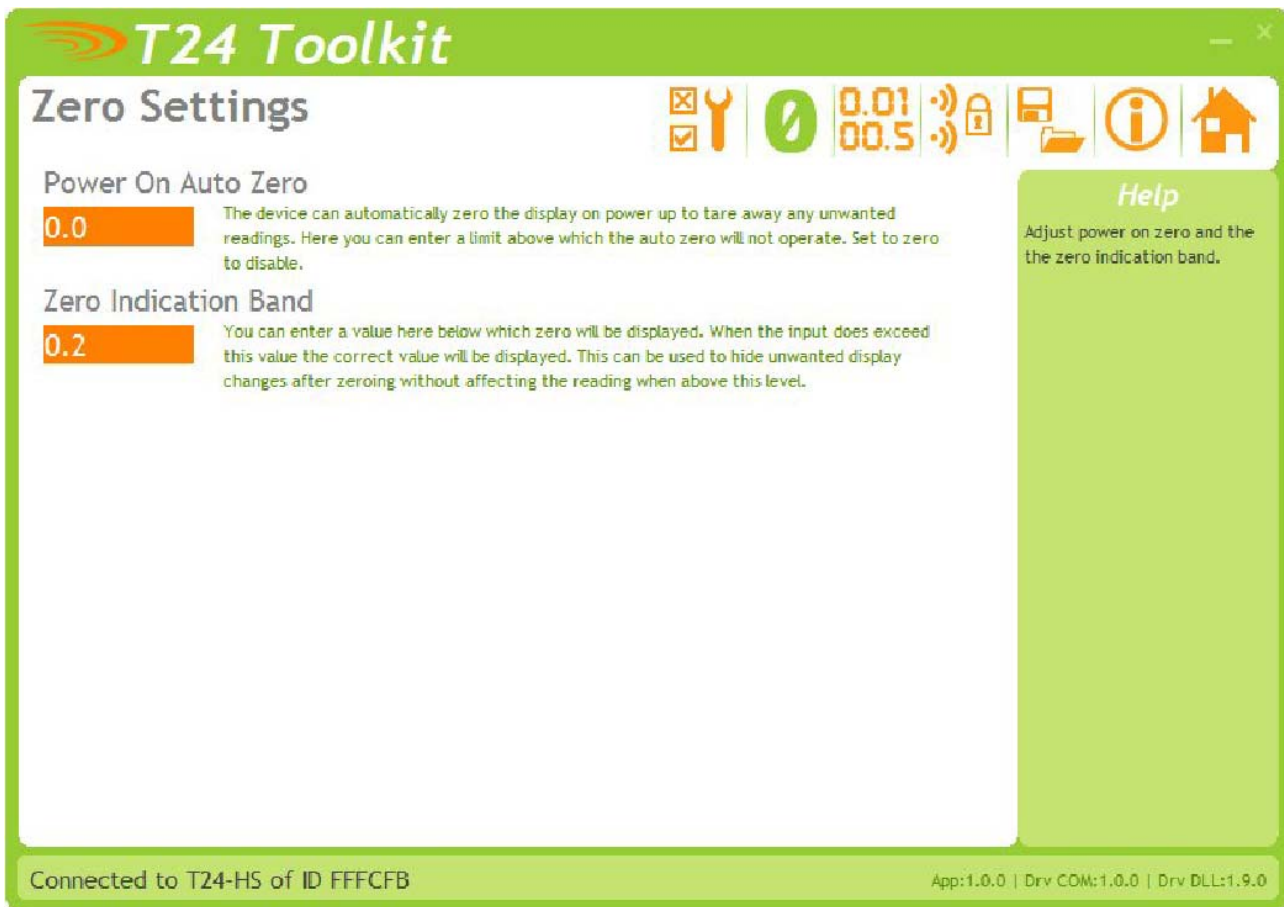 T24 Toolkit
Zero Settings
0.01
00.5
Power On Auto Zero
0.0
The device can automatically zero the display on power up to tare away any unwanted
readings. Here you can enter a limit above which the auto zero will not operate. Set to zero
to disable.
Zero Indication Band
0.2
You can enter a value here below which zero will be displayed. When the input does exceed
this value the correct value will be displayed. This can be used to hide unwanted display
changes after zeroing without affecting the reading when above this level.
Help
Adjust power on zero and the
the zero indication band.
Connected to T24-HS of ID FFFCFB
App:1.0.0 | Drv COM:1.0.0 | Drv DLL:1.9.0